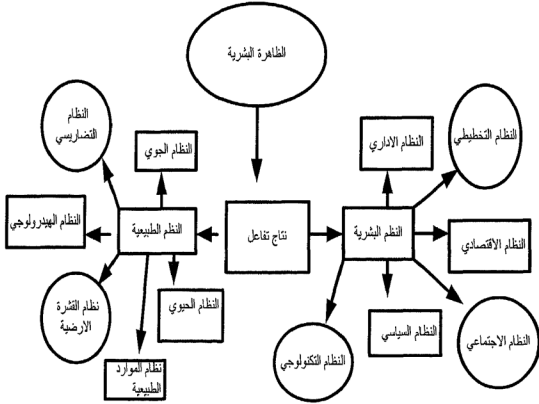 الظاهرة البشرية
النظام
التضاريسي
النظام الجوي
النظام الاداري
النظام التخطيطي
النظام الهيدرولوجي
النظم الطبيعية
نتاج تفاعل
النظم البشرية
النظام الاقتصادي
نظام القشرة
الارضية
النظام الحيوي
نظام الموارد
الطبيعية
النظام التكنولوجي
النظام السياسي
النظام الاجتماعي